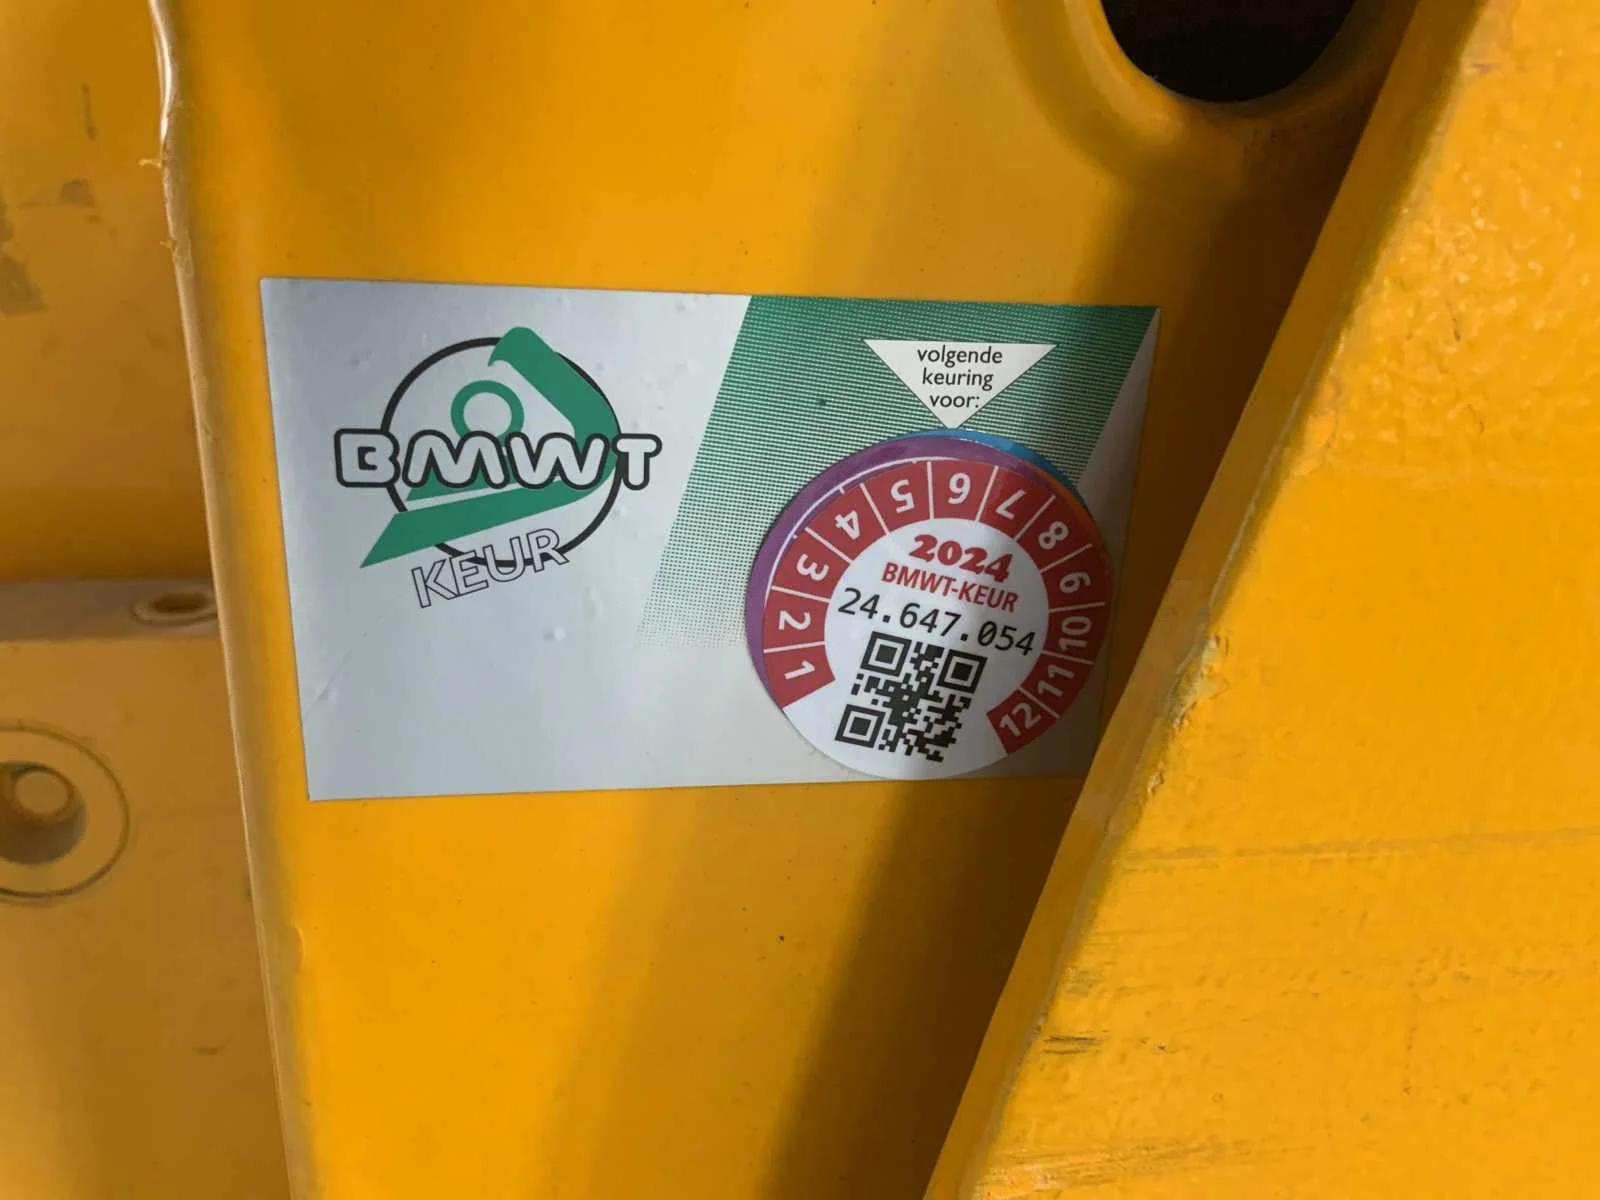 BMWT
KEUR
volgende
keuring
voor:
1 2 3 4 5 6 7 8 9 10 11 12
2024
BMWT-KEUR
24.647.054